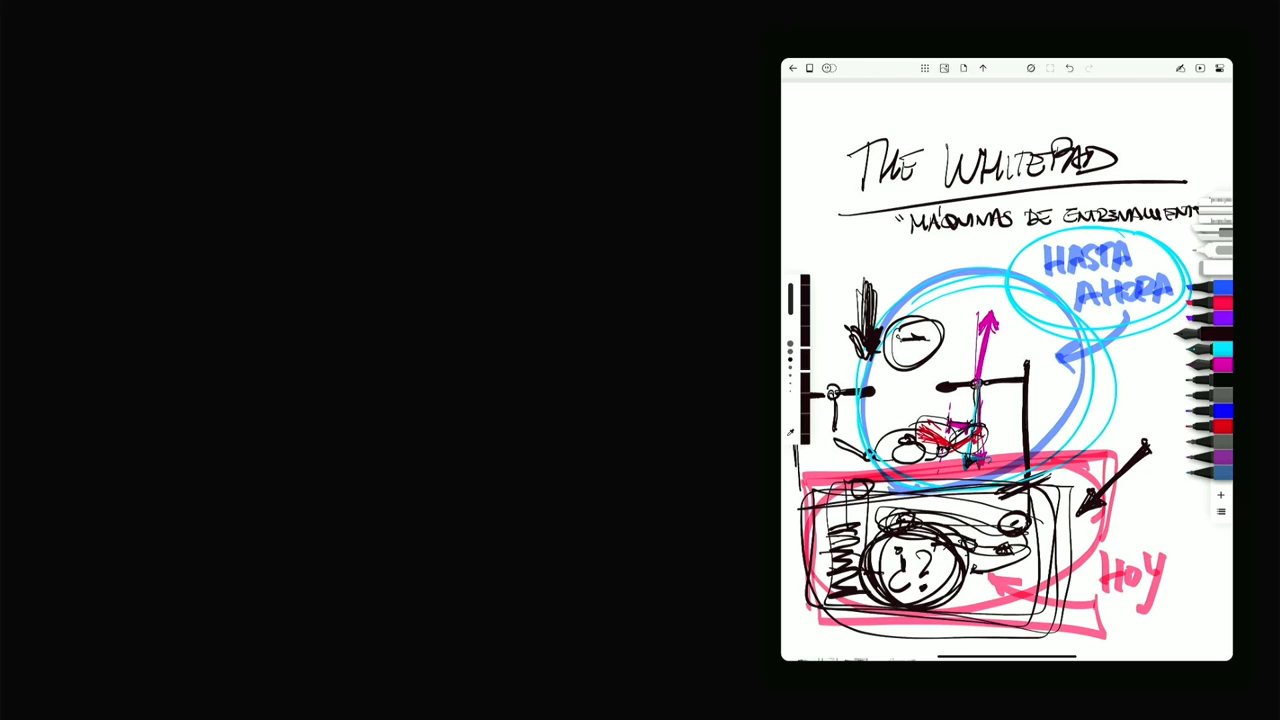 THE WHITEPAD
"MÁQUINAS DE ENTRENAMIENTO
HASTA
AHORA
¿?
HOY